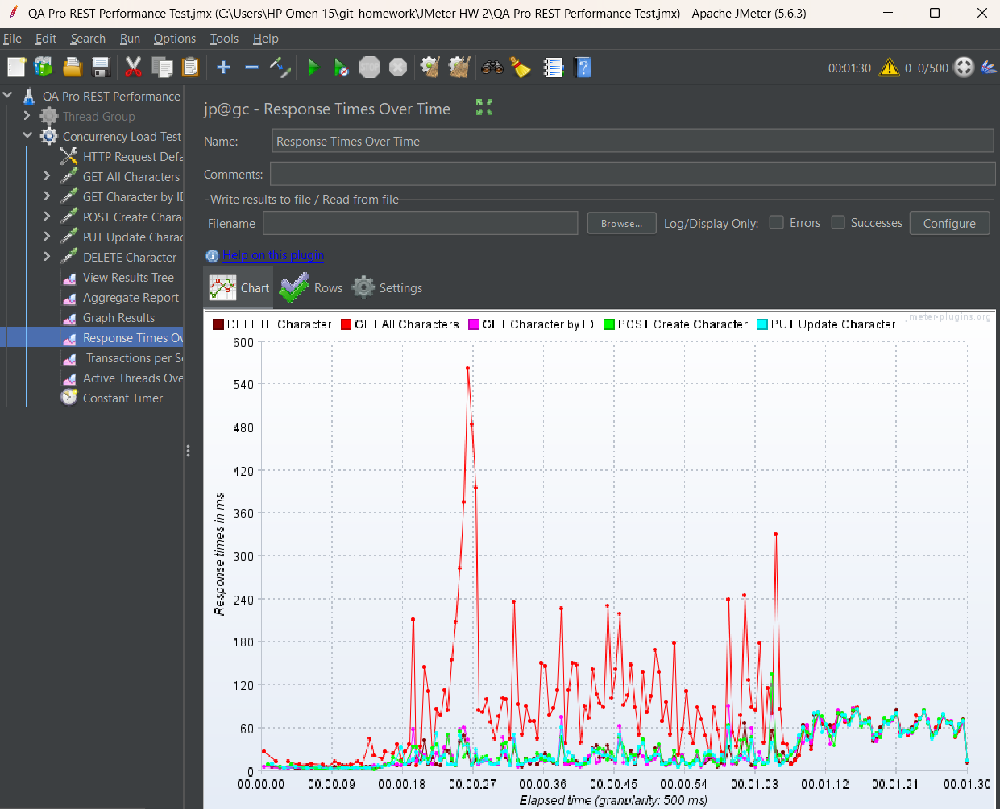 QA Pro REST Performance Test.jmx (C:\Users\HP Omen 15\git_homework\JMeter HW 2\QA Pro REST Performance Test.jmx) - Apache JMeter (5.6.3)
File Edit Search Run Options Tools Help
STOP 00:01:30 0 0/500
QA Pro REST Performance
Thread Group
Concurrency Load Test
HTTP Request Defa
GET All Characters
GET Character by ID
POST Create Chara
PUT Update Charac
DELETE Character
View Results Tree
Aggregate Report
Graph Results
Response Times Ov
Transactions per S
Active Threads Ove
Constant Timer
jp@gc - Response Times Over Time
Name: Response Times Over Time
Comments:
Write results to file / Read from file
Filename Browse... Log/Display Only: Errors Successes Configure
Help on this plugin
Chart Rows Settings
jmeter-plugins.org
DELETE Character GET All Characters GET Character by ID POST Create Character PUT Update Character
600
540
480
420
360
300
240
180
120
60
0
Response times in ms
00:00:00 00:00:09 00:00:18 00:00:27 00:00:36 00:00:45 00:00:54 00:01:03 00:01:12 00:01:21 00:01:30
Elapsed time (granularity: 500 ms)